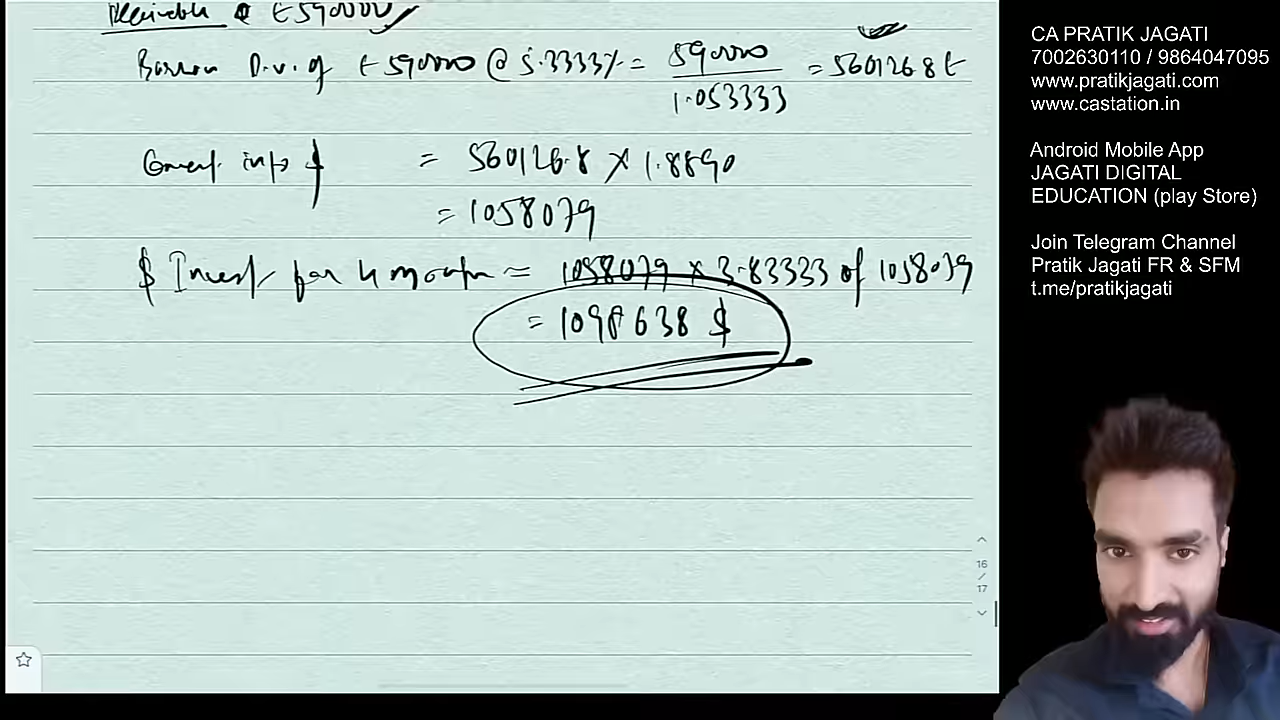 Receivable £590000
Borrow P.V. of £590000 @ 5.3333% = 590000 / 1.053333 = 560126.8 £
Convert into $ = 560126.8 × 1.8890
= 1058079
$ Invest for 4 months = 1058079 × 3.83333 of 1058079
= 1098638 $
CA PRATIK JAGATI
7002630110 / 9864047095
www.pratikjagati.com
www.castation.in
Android Mobile App
JAGATI DIGITAL
EDUCATION (play Store)
Join Telegram Channel
Pratik Jagati FR & SFM
t.me/pratikjagati
16
/
17